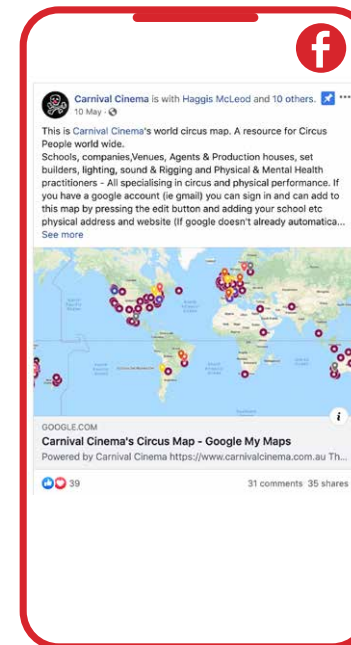 Carnival Cinema is with Haggis McLeod and 10 others.
10 May ·
This is Carnival Cinema's world circus map. A resource for Circus
People world wide.
Schools, companies,Venues, Agents & Production houses, set
builders, lighting, sound & Rigging and Physical & Mental Health
practitioners - All specialising in circus and physical performance. If
you have a google account (ie gmail) you can sign in and can add to
this map by pressing the edit button and adding your school etc
physical address and website (If google doesn't already automatica...
See more
GOOGLE.COM
Carnival Cinema's Circus Map - Google My Maps
Powered by Carnival Cinema https://www.carnivalcinema.com.au Th...
39
31 comments 35 shares